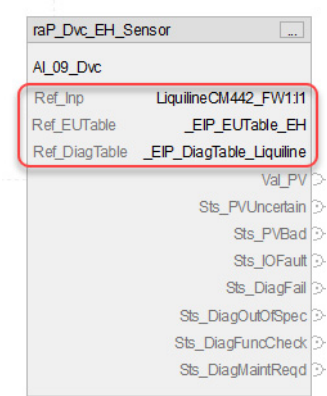 raP_Dvc_EH_Sensor ...
AI_09_Dvc
Ref_Inp LiquilineCM442_FW1:I1
Ref_EUTable _EIP_EUTable_EH
Ref_DiagTable _EIP_DiagTable_Liquiline
Val_PV
Sts_PVUncertain
Sts_PVBad
Sts_IOFault
Sts_DiagFail
Sts_DiagOutOfSpec
Sts_DiagFuncCheck
Sts_DiagMaintReqd